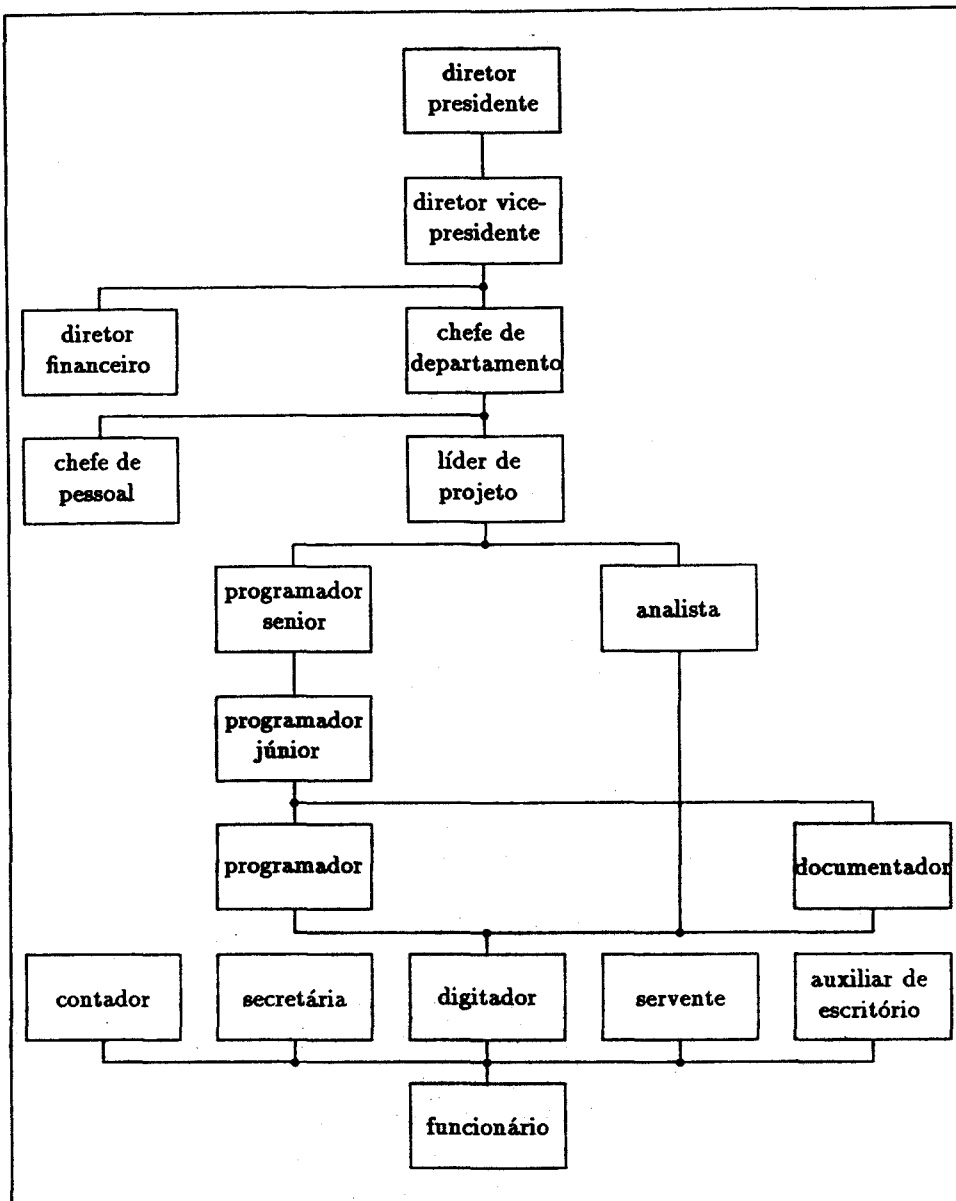 diretor
presidente
diretor vice-
presidente
diretor
financeiro
chefe de
departamento
chefe de
pessoal
líder de
projeto
programador
senior
analista
programador
júnior
programador
documentador
contador
secretária
digitador
servente
auxiliar de
escritório
funcionário